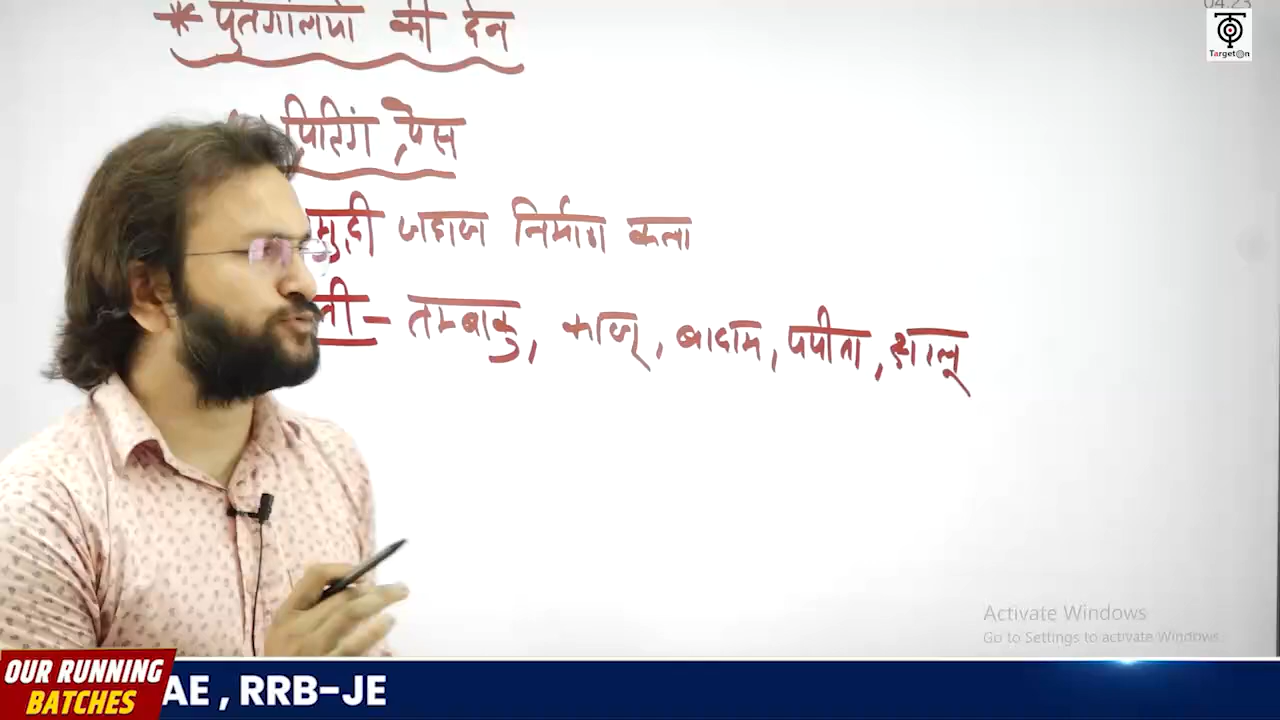 04:23
TargetOn
* पुर्तगालियों की देन
प्रिंटिंग प्रेस
जहाज निर्माण कला
- तम्बाकु, काजू, बादाम, पपीता, आलू
Activate Windows
Go to Settings to activate Windows.
OUR RUNNING
BATCHES
AE , RRB-JE